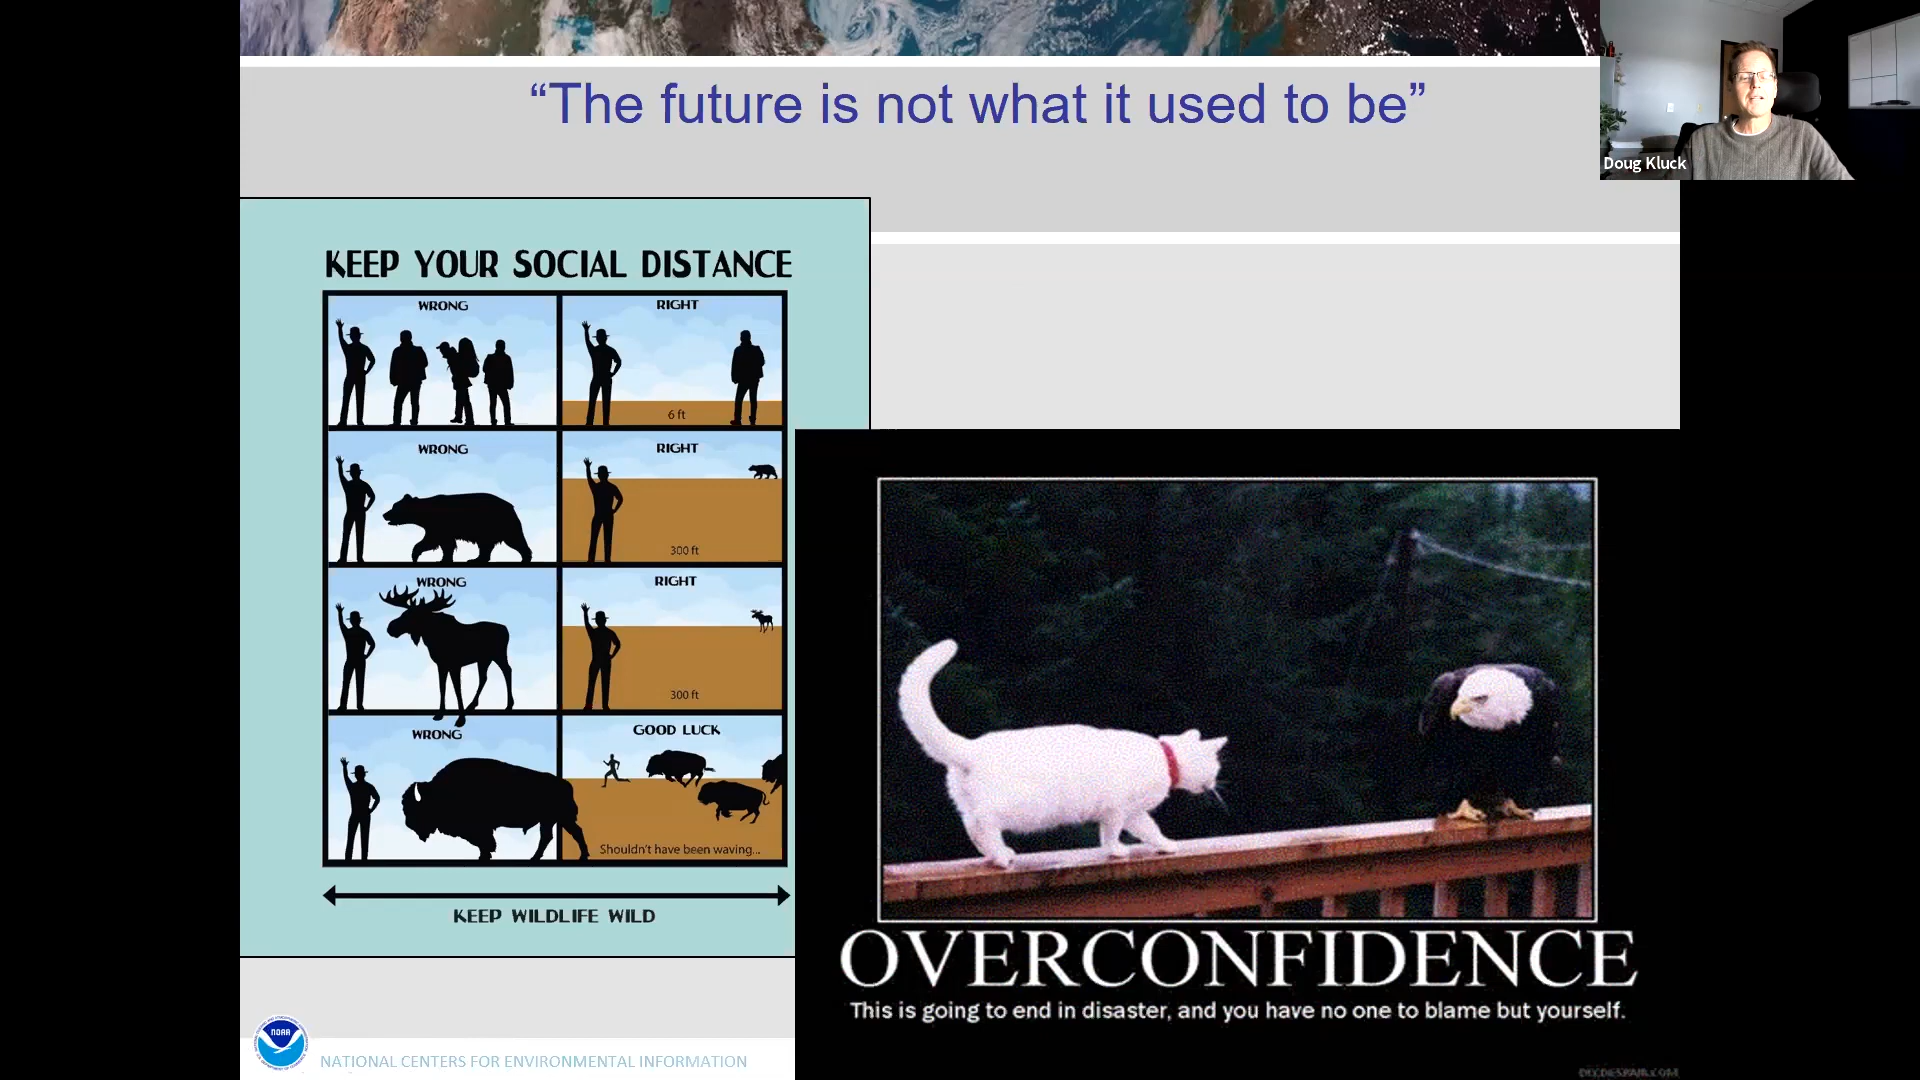 “The future is not what it used to be”
Doug Kluck
KEEP YOUR SOCIAL DISTANCE
WRONG
RIGHT
6 ft
WRONG
RIGHT
300 ft
WRONG
RIGHT
300 ft
WRONG
GOOD LUCK
Shouldn't have been waving...
KEEP WILDLIFE WILD
OVERCONFIDENCE
This is going to end in disaster, and you have no one to blame but yourself.
NOAA
NATIONAL CENTERS FOR ENVIRONMENTAL INFORMATION